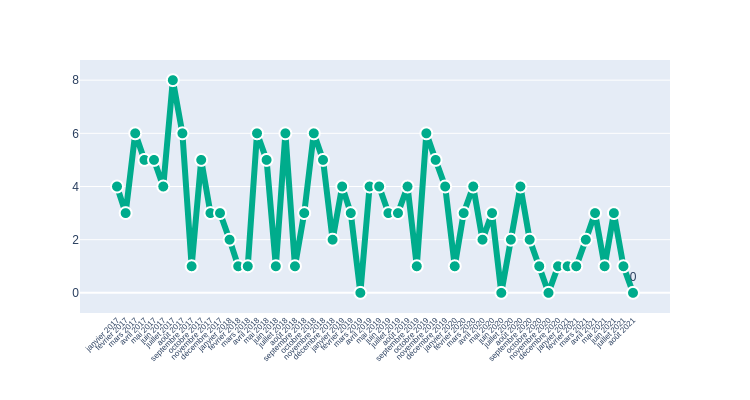 8
6
4
2
0
0
janvier 2017
février 2017
mars 2017
avril 2017
mai 2017
juin 2017
juillet 2017
août 2017
septembre 2017
octobre 2017
novembre 2017
décembre 2017
janvier 2018
février 2018
mars 2018
avril 2018
mai 2018
juin 2018
juillet 2018
août 2018
septembre 2018
octobre 2018
novembre 2018
décembre 2018
janvier 2019
février 2019
mars 2019
avril 2019
mai 2019
juin 2019
juillet 2019
août 2019
septembre 2019
octobre 2019
novembre 2019
décembre 2019
janvier 2020
février 2020
mars 2020
avril 2020
mai 2020
juin 2020
juillet 2020
août 2020
septembre 2020
octobre 2020
novembre 2020
décembre 2020
janvier 2021
février 2021
mars 2021
avril 2021
mai 2021
juin 2021
juillet 2021
août 2021